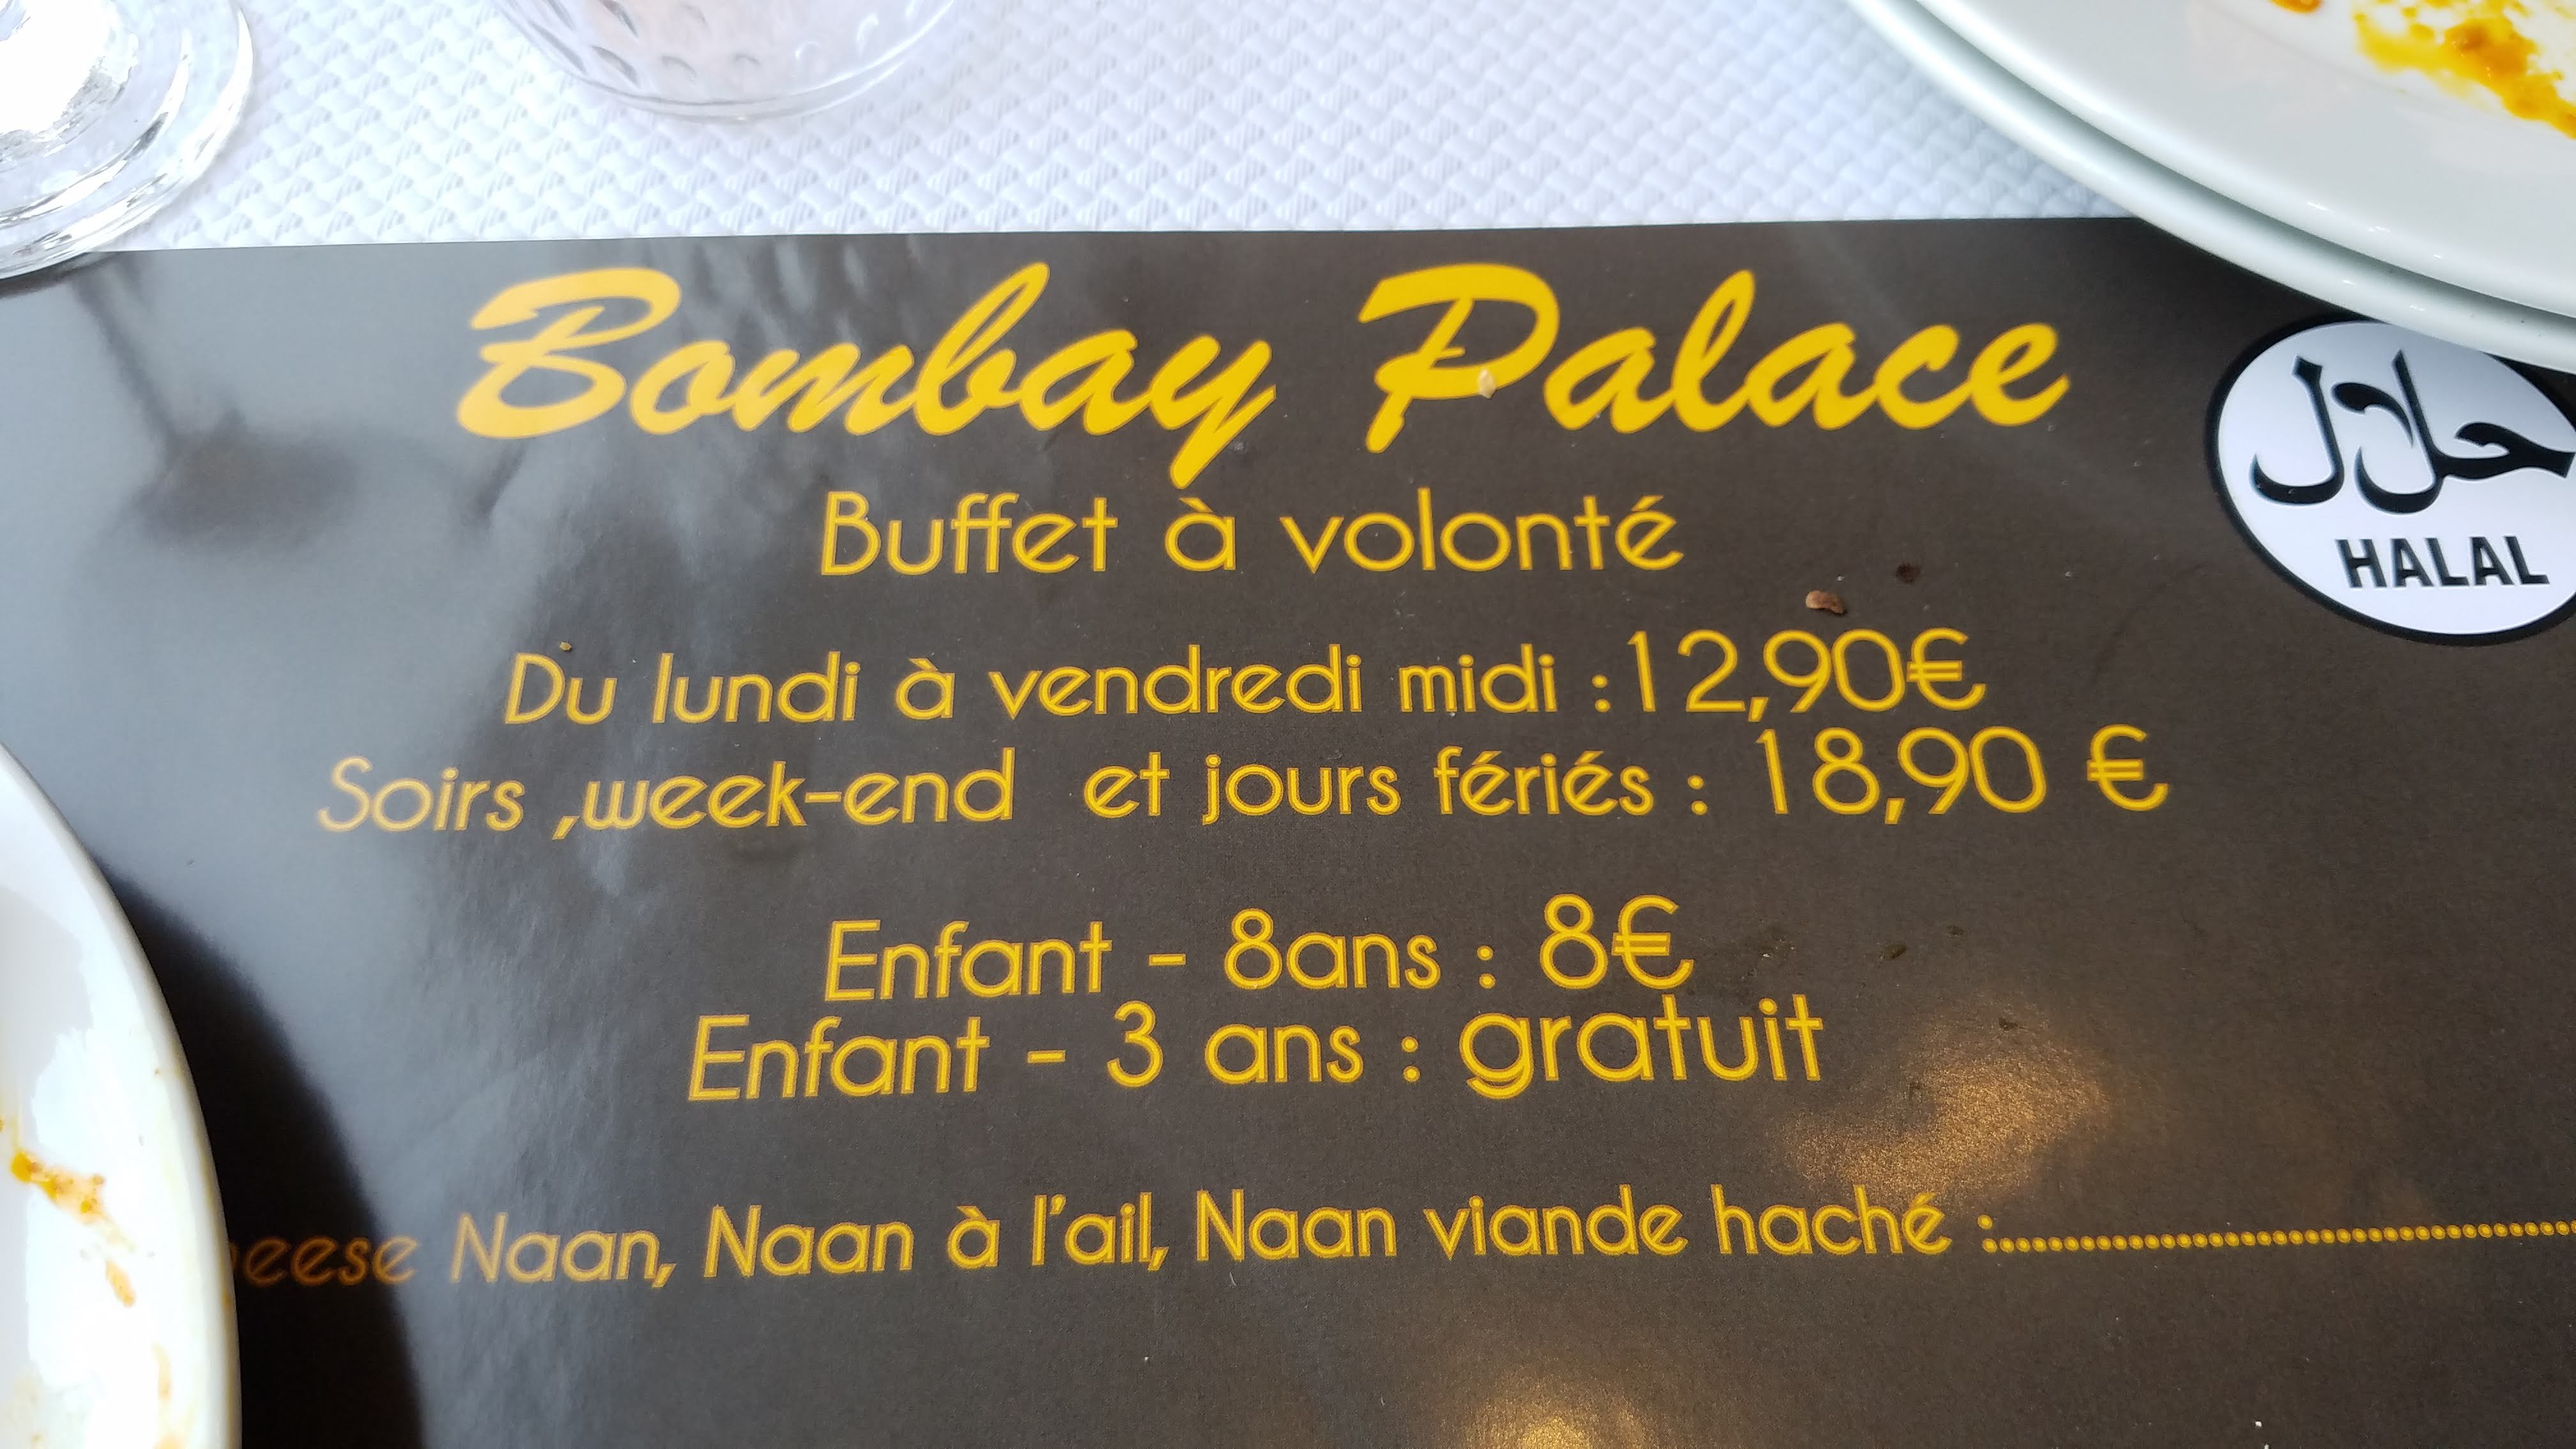 Bombay Palace
Buffet à volonté
حلال
HALAL
Du lundi à vendredi midi :12,90€
Soirs ,week-end et jours fériés : 18,90 €
Enfant - 8ans : 8€
Enfant - 3 ans : gratuit
Naan, Naan à l'ail, Naan viande haché :..............................